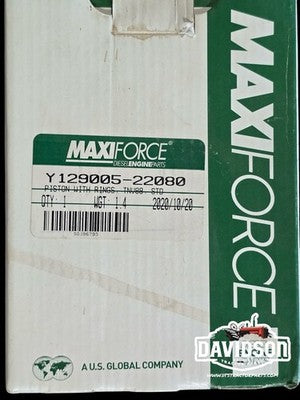 MAXIFORCE
DIESEL ENGINE PARTS
Y129005-22080
PISTON WITH RINGS TNV88 STD
QTY 1 WGT 1.4 2020/10/20
A U.S. GLOBAL COMPANY
MAXIFORCE
DAVIDSON